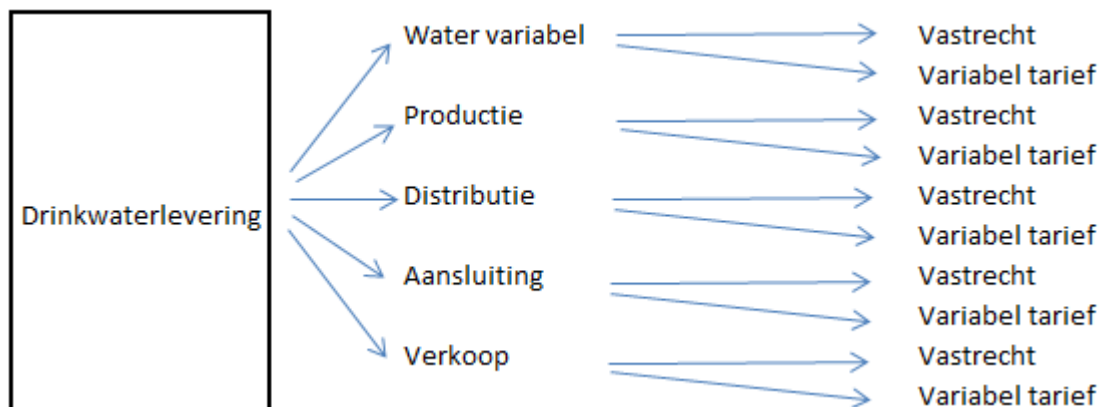 Water variabel
Vastrecht
Variabel tarief
Productie
Vastrecht
Variabel tarief
Drinkwaterlevering
Distributie
Vastrecht
Variabel tarief
Aansluiting
Vastrecht
Variabel tarief
Verkoop
Vastrecht
Variabel tarief